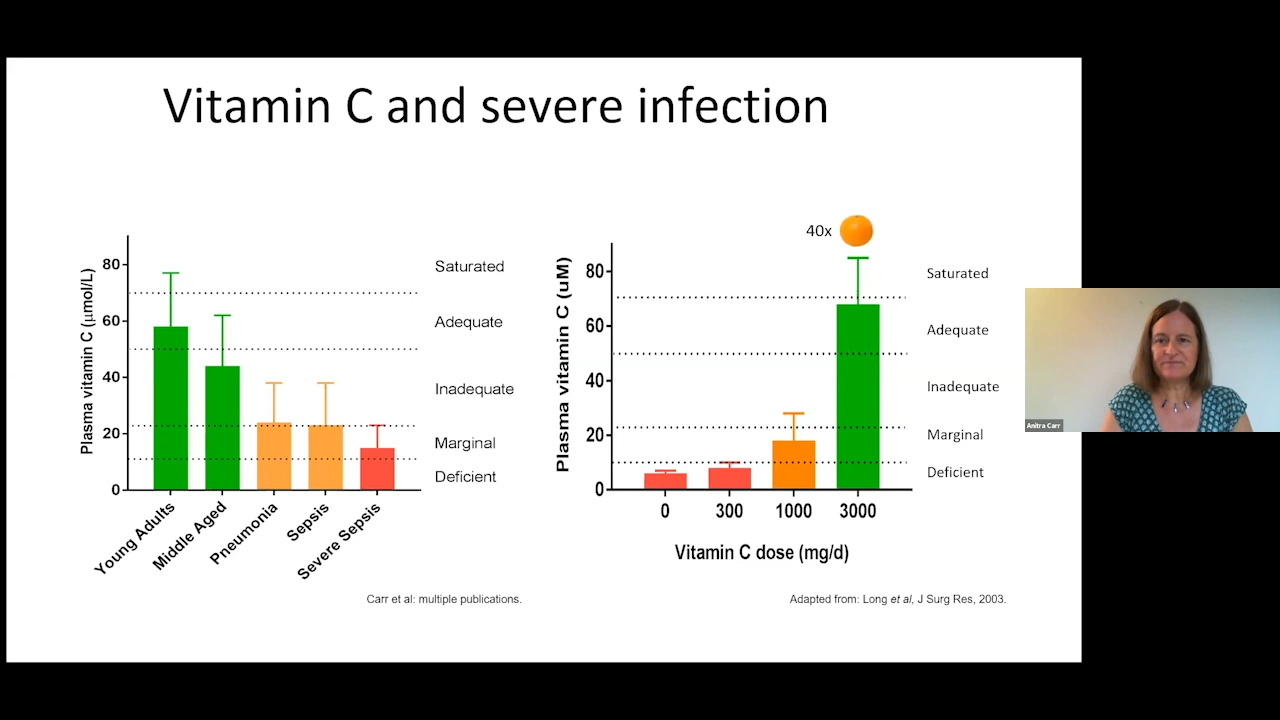 Vitamin C and severe infection
Plasma vitamin C (µmol/L)
80
60
40
20
0
Saturated
Adequate
Inadequate
Marginal
Deficient
Young Adults
Middle Aged
Pneumonia
Sepsis
Severe Sepsis
Carr et al: multiple publications.
40x
Plasma vitamin C (uM)
80
60
40
20
0
Saturated
Adequate
Inadequate
Marginal
Deficient
0 300 1000 3000
Vitamin C dose (mg/d)
Adapted from: Long et al, J Surg Res, 2003.
Anitra Carr